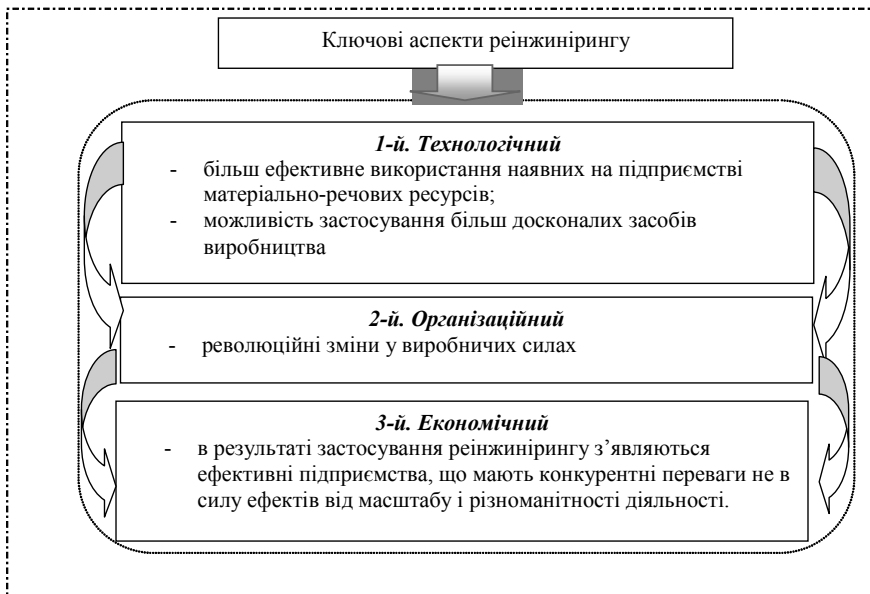 Ключові аспекти реінжинірингу
1-й. Технологічний
- більш ефективне використання наявних на підприємстві
матеріально-речових ресурсів;
- можливість застосування більш досконалих засобів
виробництва
2-й. Організаційний
- революційні зміни у виробничих силах
3-й. Економічний
- в результаті застосування реінжинірингу з’являються
ефективні підприємства, що мають конкурентні переваги не в
силу ефектів від масштабу і різноманітності діяльності.